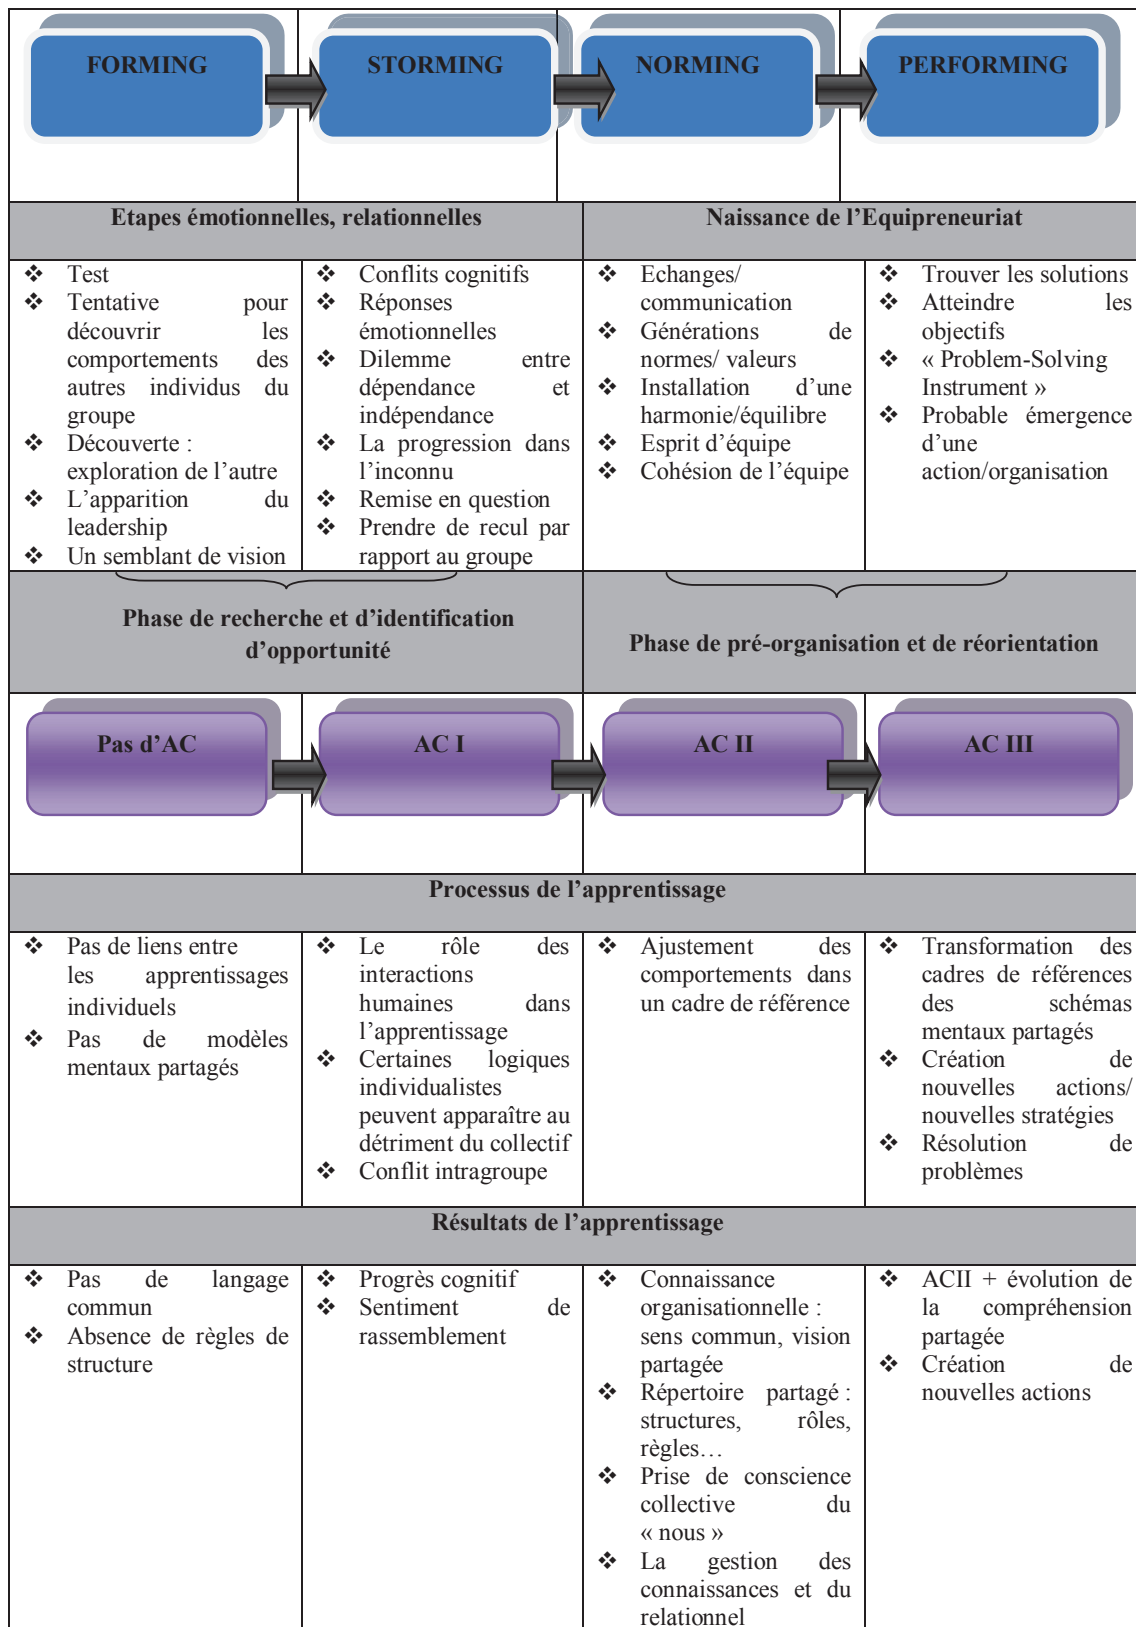 FORMING
STORMING
NORMING
PERFORMING
Etapes émotionnelles, relationnelles
Naissance de l’Equipreneuriat
❖ Test
❖ Tentative pour
découvrir les
comportements des
autres individus du
groupe
❖ Découverte :
exploration de l’autre
❖ L’apparition du
leadership
❖ Un semblant de vision
❖ Conflits cognitifs
❖ Réponses
émotionnelles
❖ Dilemme entre
dépendance et
indépendance
❖ La progression dans
l’inconnu
❖ Remise en question
❖ Prendre de recul par
rapport au groupe
❖ Echanges/
communication
❖ Générations de
normes/ valeurs
❖ Installation d’une
harmonie/équilibre
❖ Esprit d’équipe
❖ Cohésion de l’équipe
❖ Trouver les solutions
❖ Atteindre les
objectifs
❖ « Problem-Solving
Instrument »
❖ Probable émergence
d’une
action/organisation
Phase de recherche et d’identification
d’opportunité
Phase de pré-organisation et de réorientation
Pas d’AC
AC I
AC II
AC III
Processus de l’apprentissage
❖ Pas de liens entre
les apprentissages
individuels
❖ Pas de modèles
mentaux partagés
❖ Le rôle des
interactions
humaines dans
l’apprentissage
❖ Certaines logiques
individualistes
peuvent apparaître au
détriment du collectif
❖ Conflit intragroupe
❖ Ajustement des
comportements dans
un cadre de référence
❖ Transformation des
cadres de références
des schémas
mentaux partagés
❖ Création de
nouvelles actions/
nouvelles stratégies
❖ Résolution de
problèmes
Résultats de l’apprentissage
❖ Pas de langage
commun
❖ Absence de règles de
structure
❖ Progrès cognitif
❖ Sentiment de
rassemblement
❖ Connaissance
organisationnelle :
sens commun, vision
partagée
❖ Répertoire partagé :
structures, rôles,
règles…
❖ Prise de conscience
collective du
« nous »
❖ La gestion des
connaissances et du
relationnel
❖ ACII + évolution de
la compréhension
partagée
❖ Création de
nouvelles actions